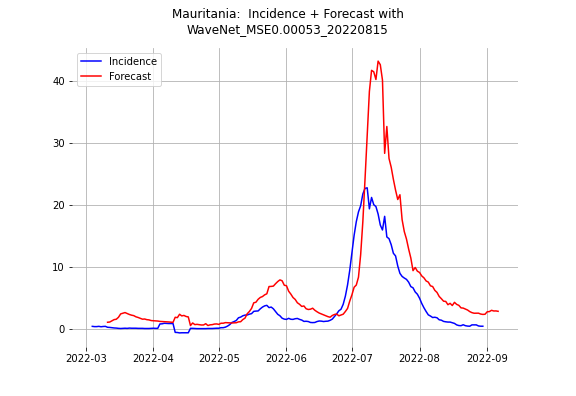 Mauritania:  Incidence + Forecast with
WaveNet_MSE0.00053_20220815
Incidence
Forecast
40
30
20
10
0
2022-03 2022-04 2022-05 2022-06 2022-07 2022-08 2022-09